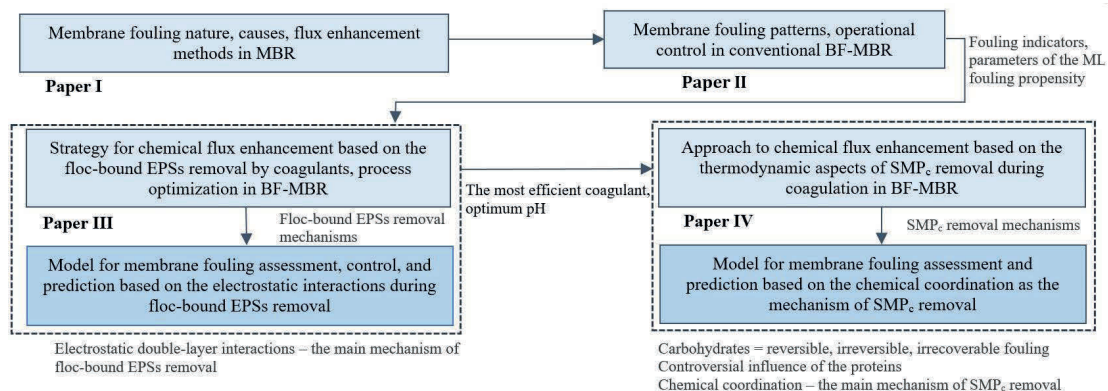 Membrane fouling nature, causes, flux enhancement
methods in MBR
Paper I
Membrane fouling patterns, operational
control in conventional BF-MBR
Paper II
Fouling indicators,
parameters of the ML
fouling propensity
Strategy for chemical flux enhancement based on the
floc-bound EPSs removal by coagulants, process
optimization in BF-MBR
Paper III
Floc-bound EPSs removal
mechanisms
Model for membrane fouling assessment, control, and
prediction based on the electrostatic interactions during
floc-bound EPSs removal
Electrostatic double-layer interactions – the main mechanism of
floc-bound EPSs removal
The most efficient coagulant,
optimum pH
Approach to chemical flux enhancement based on the
thermodynamic aspects of SMPc removal during
coagulation in BF-MBR
Paper IV
SMPc removal mechanisms
Model for membrane fouling assessment and
prediction based on the chemical coordination as the
mechanism of SMPc removal
Carbohydrates = reversible, irreversible, irrecoverable fouling
Controversial influence of the proteins
Chemical coordination – the main mechanism of SMPc removal